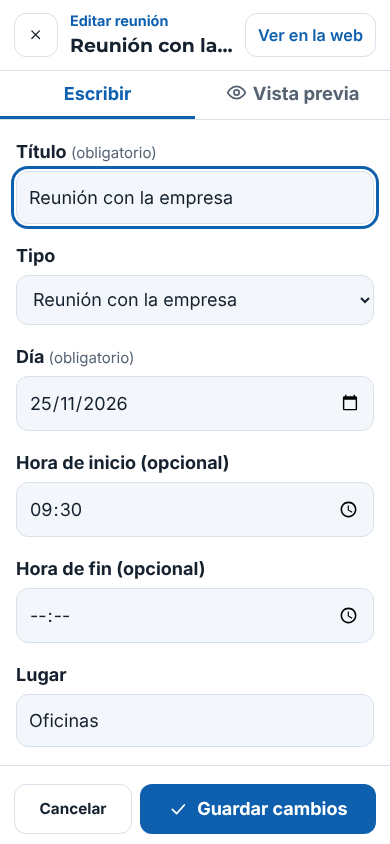 Editar reunión
Reunión con la...
Ver en la web
Escribir
Vista previa
Título (obligatorio)
Reunión con la empresa
Tipo
Reunión con la empresa
Día (obligatorio)
25/11/2026
Hora de inicio (opcional)
09:30
Hora de fin (opcional)
--:--
Lugar
Oficinas
Cancelar
Guardar cambios